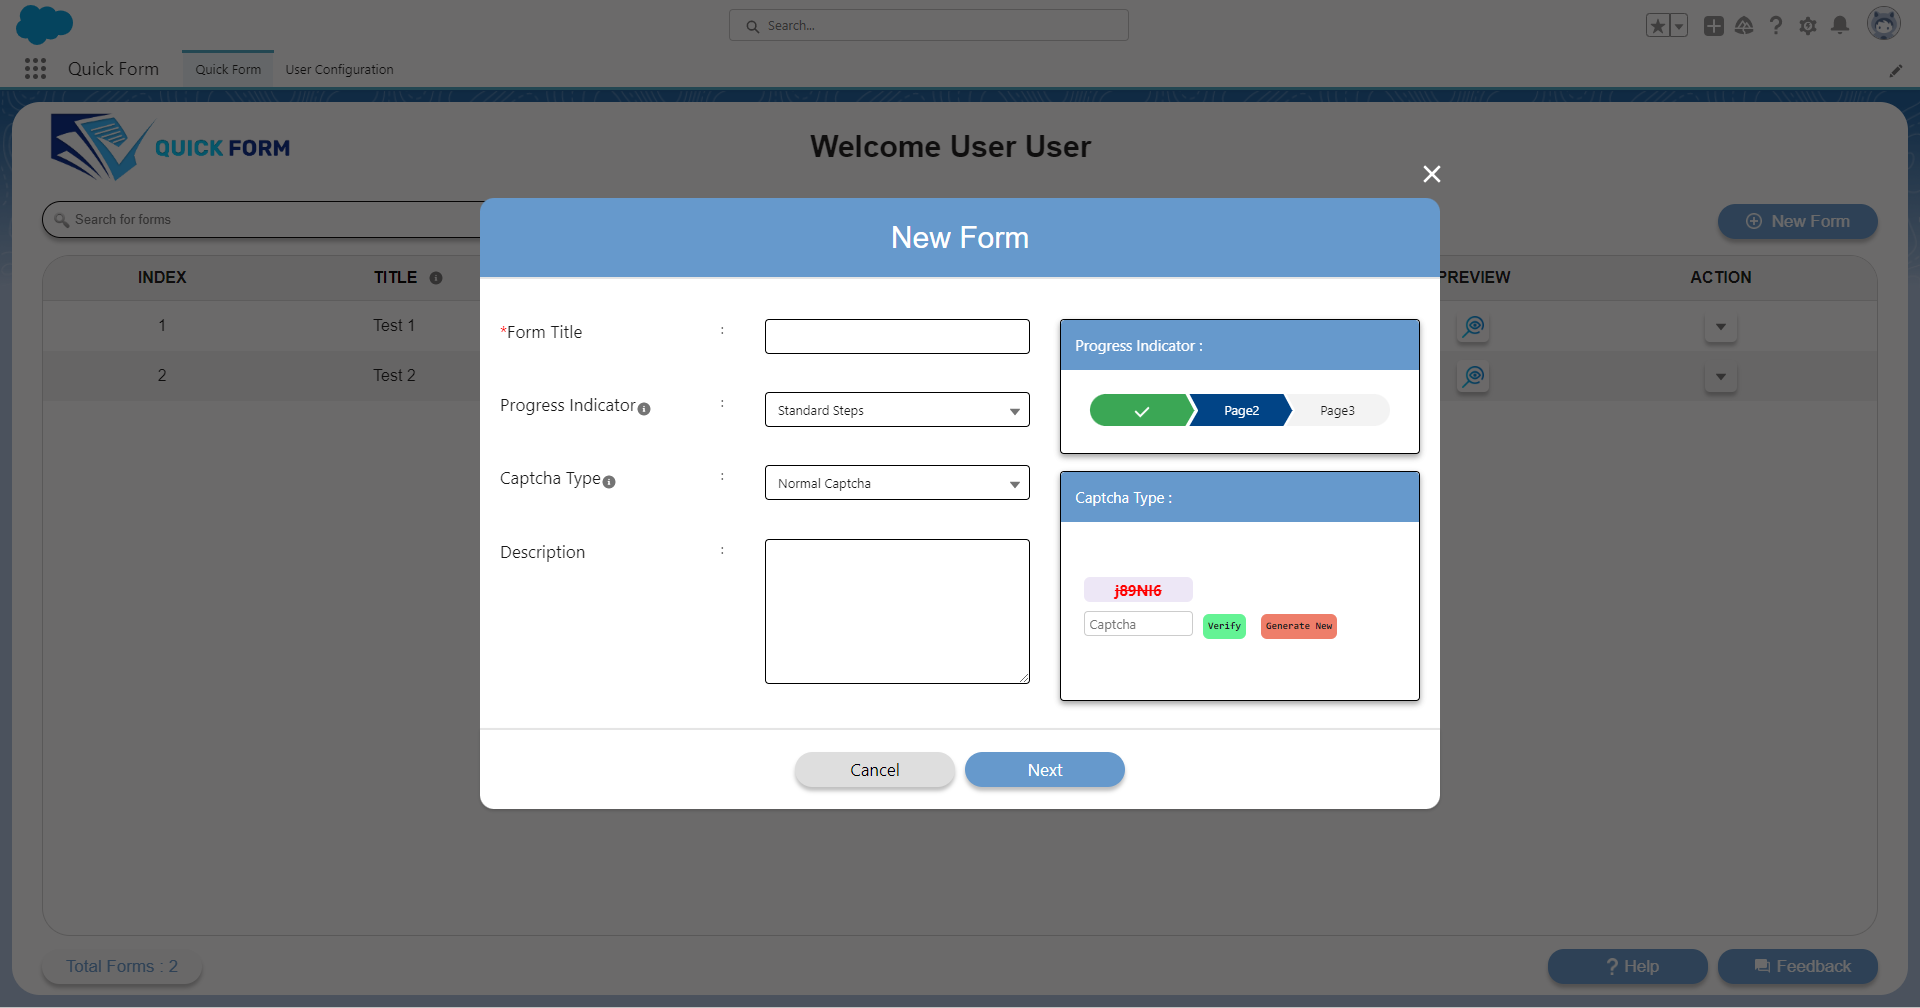 Search...
Quick Form
Quick Form
User Configuration
QUICK FORM
Welcome User User
Search for forms
New Form
INDEX
TITLE
PREVIEW
ACTION
1
Test 1
2
Test 2
New Form
*Form Title :
Progress Indicator :
Standard Steps
Captcha Type :
Normal Captcha
Description :
Progress Indicator :
Page2
Page3
Captcha Type :
j89NI6
Captcha
Verify
Generate New
Cancel
Next
Total Forms : 2
? Help
Feedback